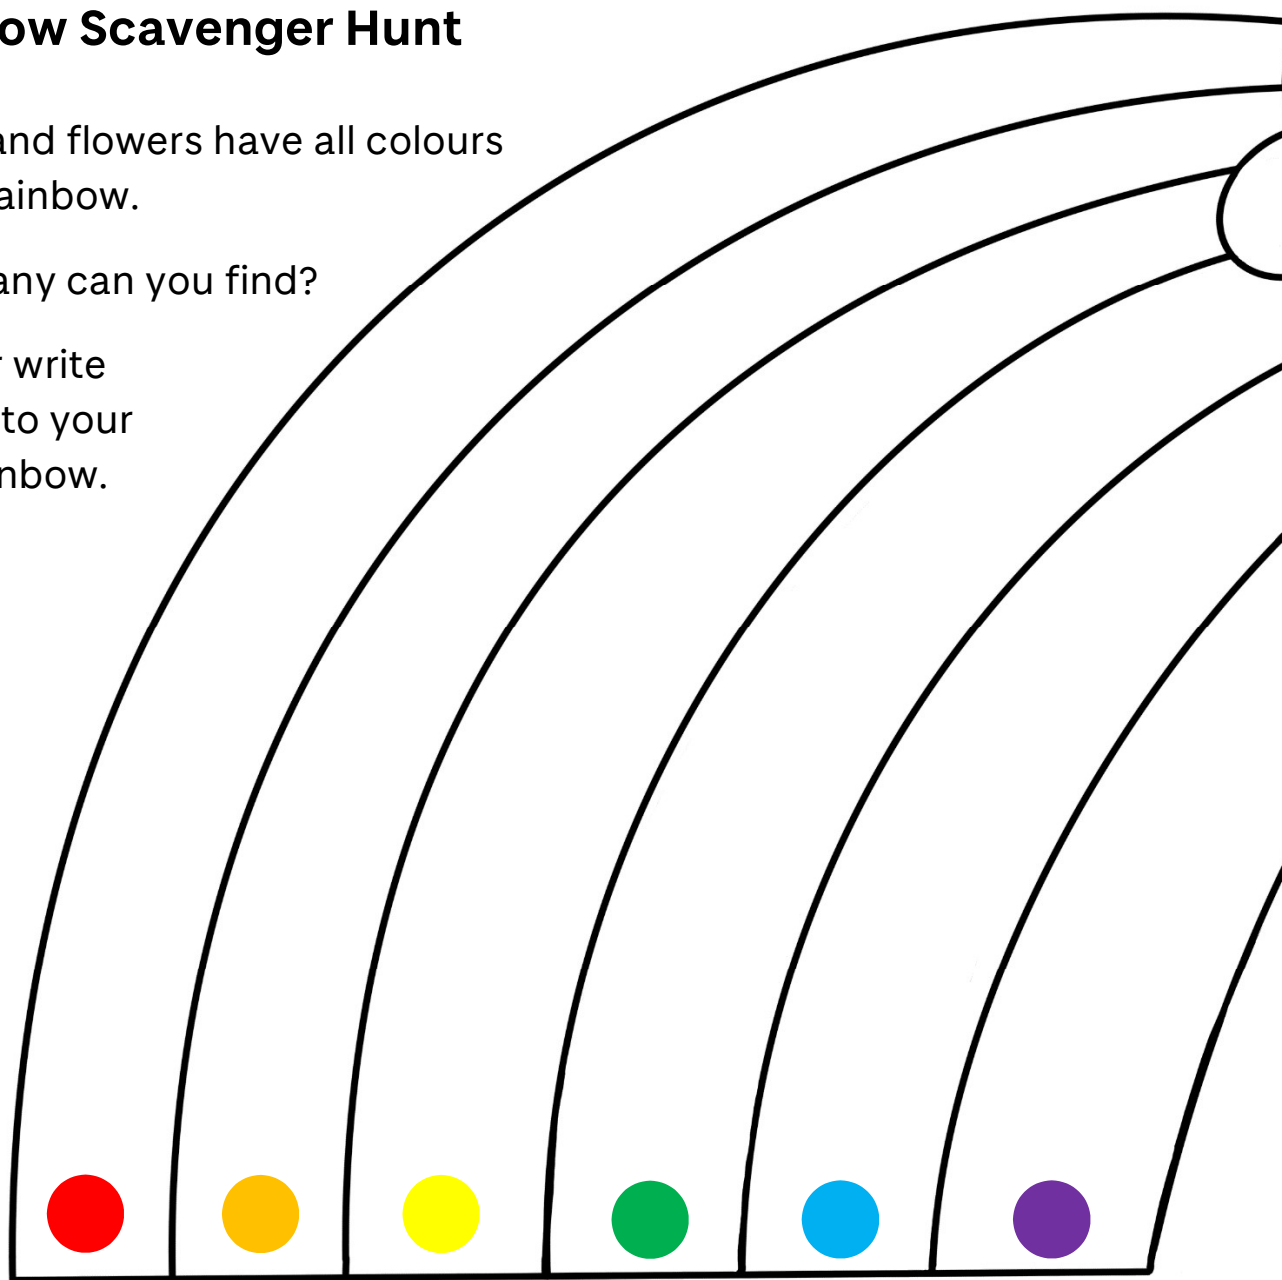 ow Scavenger Hunt
and flowers have all colours
ainbow.
any can you find?
r write
to your
nbow.